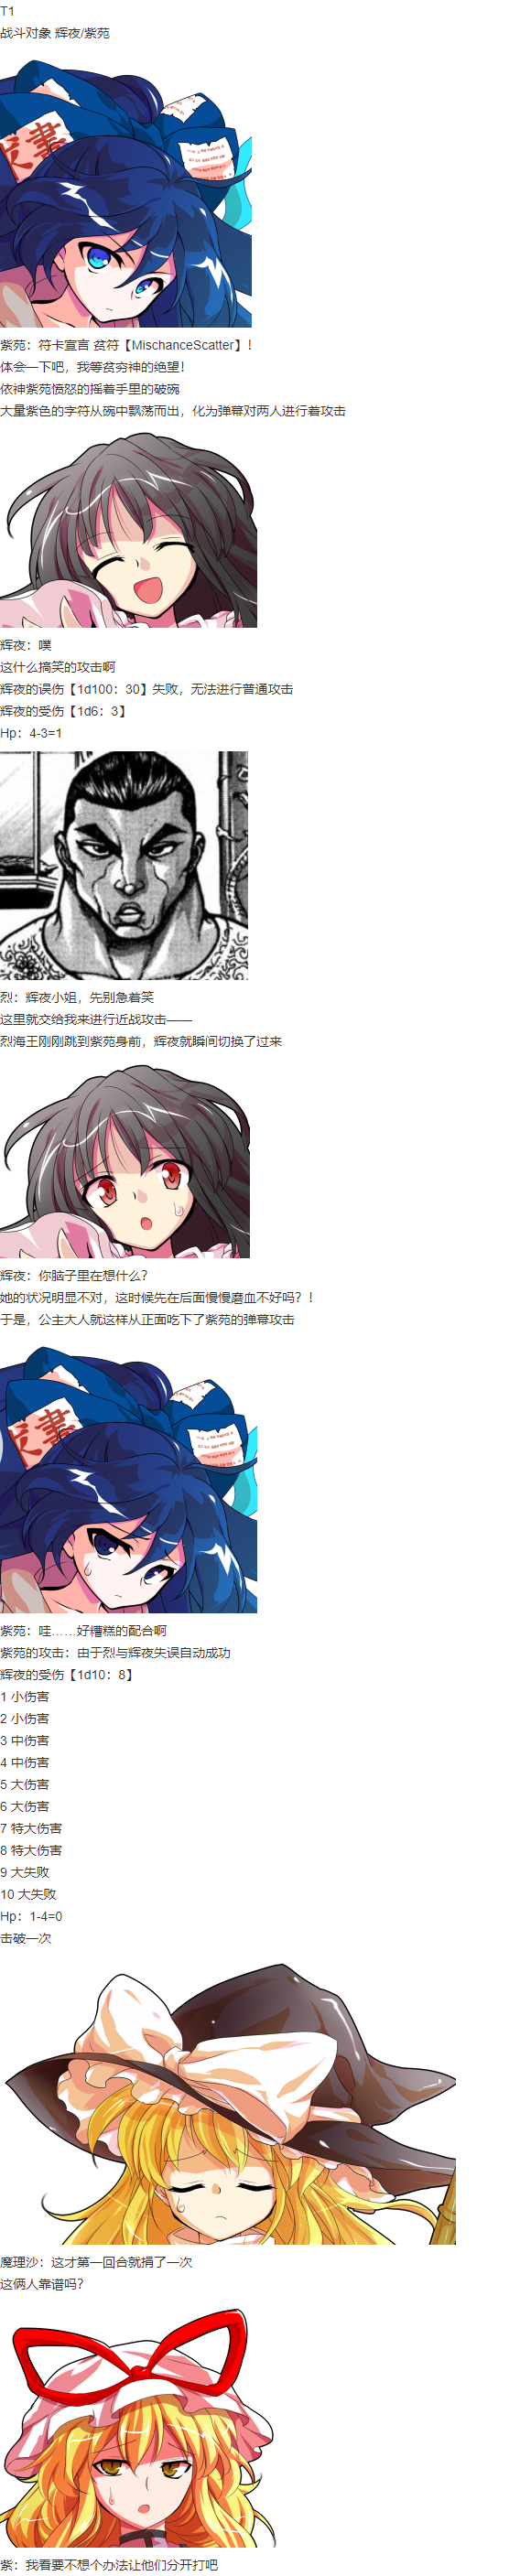 T1
战斗对象 辉夜/紫苑
紫苑：符卡宣言 贫符【MischanceScatter】！
体会一下吧，我等贫穷神的绝望！
依神紫苑愤怒的摇着手里的破碗
大量紫色的字符从碗中飘荡而出，化为弹幕对两人进行着攻击
辉夜：噗
这什么搞笑的攻击啊
辉夜的误伤【1d100：30】失败，无法进行普通攻击
辉夜的受伤【1d6：3】
Hp：4-3=1
烈：辉夜小姐，先别急着笑
这里就交给我来进行近战攻击——
烈海王刚刚跳到紫苑身前，辉夜就瞬间切换了过来
辉夜：你脑子里在想什么？
她的状况明显不对，这时候先在后面慢慢磨血不好吗？！
于是，公主大人就这样从正面吃下了紫苑的弹幕攻击
紫苑：哇……好糟糕的配合啊
紫苑的攻击：由于烈与辉夜失误自动成功
辉夜的受伤【1d10：8】
1 小伤害
2 小伤害
3 中伤害
4 中伤害
5 大伤害
6 大伤害
7 特大伤害
8 特大伤害
9 大失败
10 大失败
Hp：1-4=0
击破一次
魔理沙：这才第一回合就捐了一次
这俩人靠谱吗？
紫：我看要不想个办法让他们分开打吧